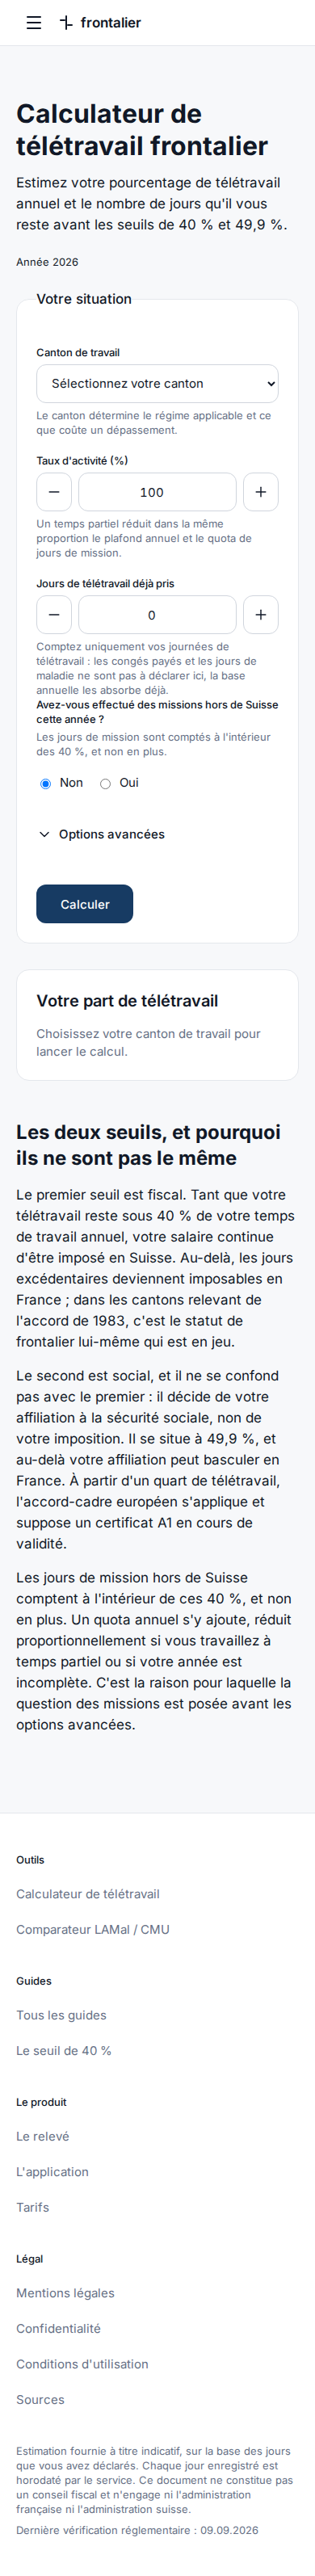 frontalier
Calculateur de
télétravail frontalier
Estimez votre pourcentage de télétravail
annuel et le nombre de jours qu'il vous
reste avant les seuils de 40 % et 49,9 %.
Année 2026
Votre situation
Canton de travail
Sélectionnez votre canton
Le canton détermine le régime applicable et ce
que coûte un dépassement.
Taux d'activité (%)
100
Un temps partiel réduit dans la même
proportion le plafond annuel et le quota de
jours de mission.
Jours de télétravail déjà pris
0
Comptez uniquement vos journées de
télétravail : les congés payés et les jours de
maladie ne sont pas à déclarer ici, la base
annuelle les absorbe déjà.
Avez-vous effectué des missions hors de Suisse
cette année ?
Les jours de mission sont comptés à l'intérieur
des 40 %, et non en plus.
Non Oui
Options avancées
Calculer
Votre part de télétravail
Choisissez votre canton de travail pour
lancer le calcul.
Les deux seuils, et pourquoi
ils ne sont pas le même
Le premier seuil est fiscal. Tant que votre
télétravail reste sous 40 % de votre temps
de travail annuel, votre salaire continue
d'être imposé en Suisse. Au-delà, les jours
excédentaires deviennent imposables en
France ; dans les cantons relevant de
l'accord de 1983, c'est le statut de
frontalier lui-même qui est en jeu.
Le second est social, et il ne se confond
pas avec le premier : il décide de votre
affiliation à la sécurité sociale, non de
votre imposition. Il se situe à 49,9 %, et
au-delà votre affiliation peut basculer en
France. À partir d'un quart de télétravail,
l'accord-cadre européen s'applique et
suppose un certificat A1 en cours de
validité.
Les jours de mission hors de Suisse
comptent à l'intérieur de ces 40 %, et non
en plus. Un quota annuel s'y ajoute, réduit
proportionnellement si vous travaillez à
temps partiel ou si votre année est
incomplète. C'est la raison pour laquelle la
question des missions est posée avant les
options avancées.
Outils
Calculateur de télétravail
Comparateur LAMal / CMU
Guides
Tous les guides
Le seuil de 40 %
Le produit
Le relevé
L'application
Tarifs
Légal
Mentions légales
Confidentialité
Conditions d'utilisation
Sources
Estimation fournie à titre indicatif, sur la base des jours
que vous avez déclarés. Chaque jour enregistré est
horodaté par le service. Ce document ne constitue pas
un conseil fiscal et n'engage ni l'administration
française ni l'administration suisse.
Dernière vérification réglementaire : 09.09.2026